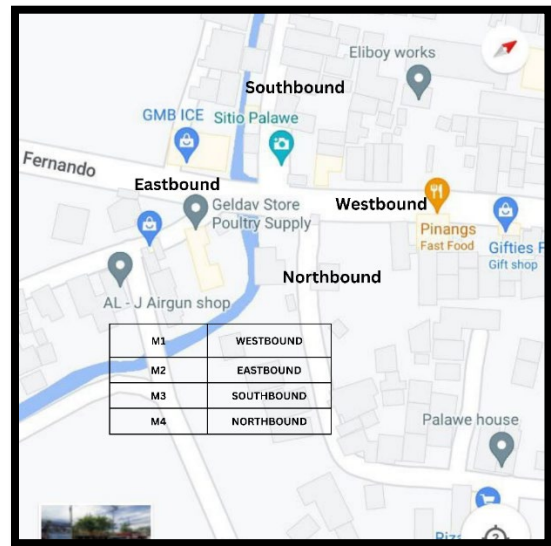 Eliboy works
Southbound
GMB ICE
Sitio Palawe
Fernando
Eastbound
Westbound
Geldav Store
Poultry Supply
Pinangs
Fast Food
Gifties F
Gift shop
Northbound
AL - J Airgun shop
M1 WESTBOUND
M2 EASTBOUND
M3 SOUTHBOUND
M4 NORTHBOUND
Palawe house